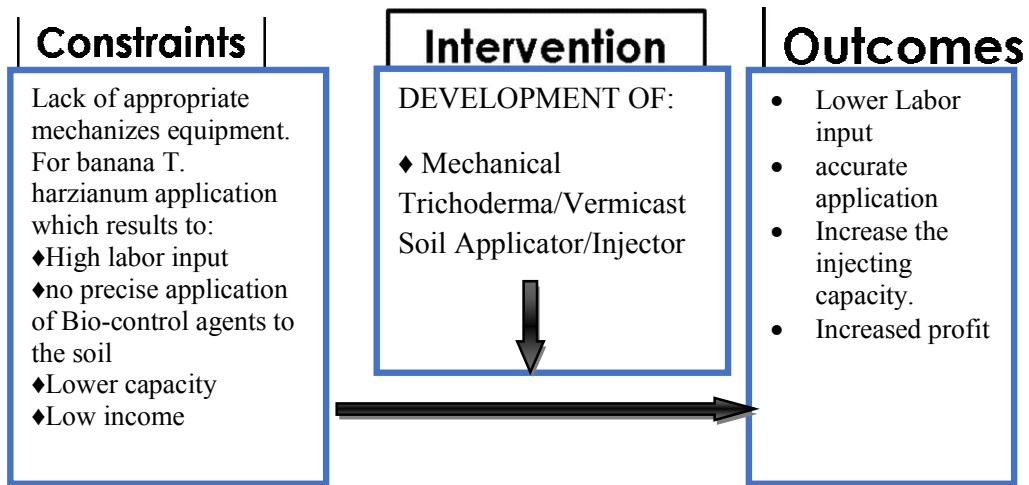 Constraints
Lack of appropriate
mechanizes equipment.
For banana T.
harzianum application
which results to:
♦High labor input
♦no precise application
of Bio-control agents to
the soil
♦Lower capacity
♦Low income
Intervention
DEVELOPMENT OF:
♦ Mechanical
Trichoderma/Vermicast
Soil Applicator/Injector
Outcomes
• Lower Labor
input
• accurate
application
• Increase the
injecting
capacity.
• Increased profit